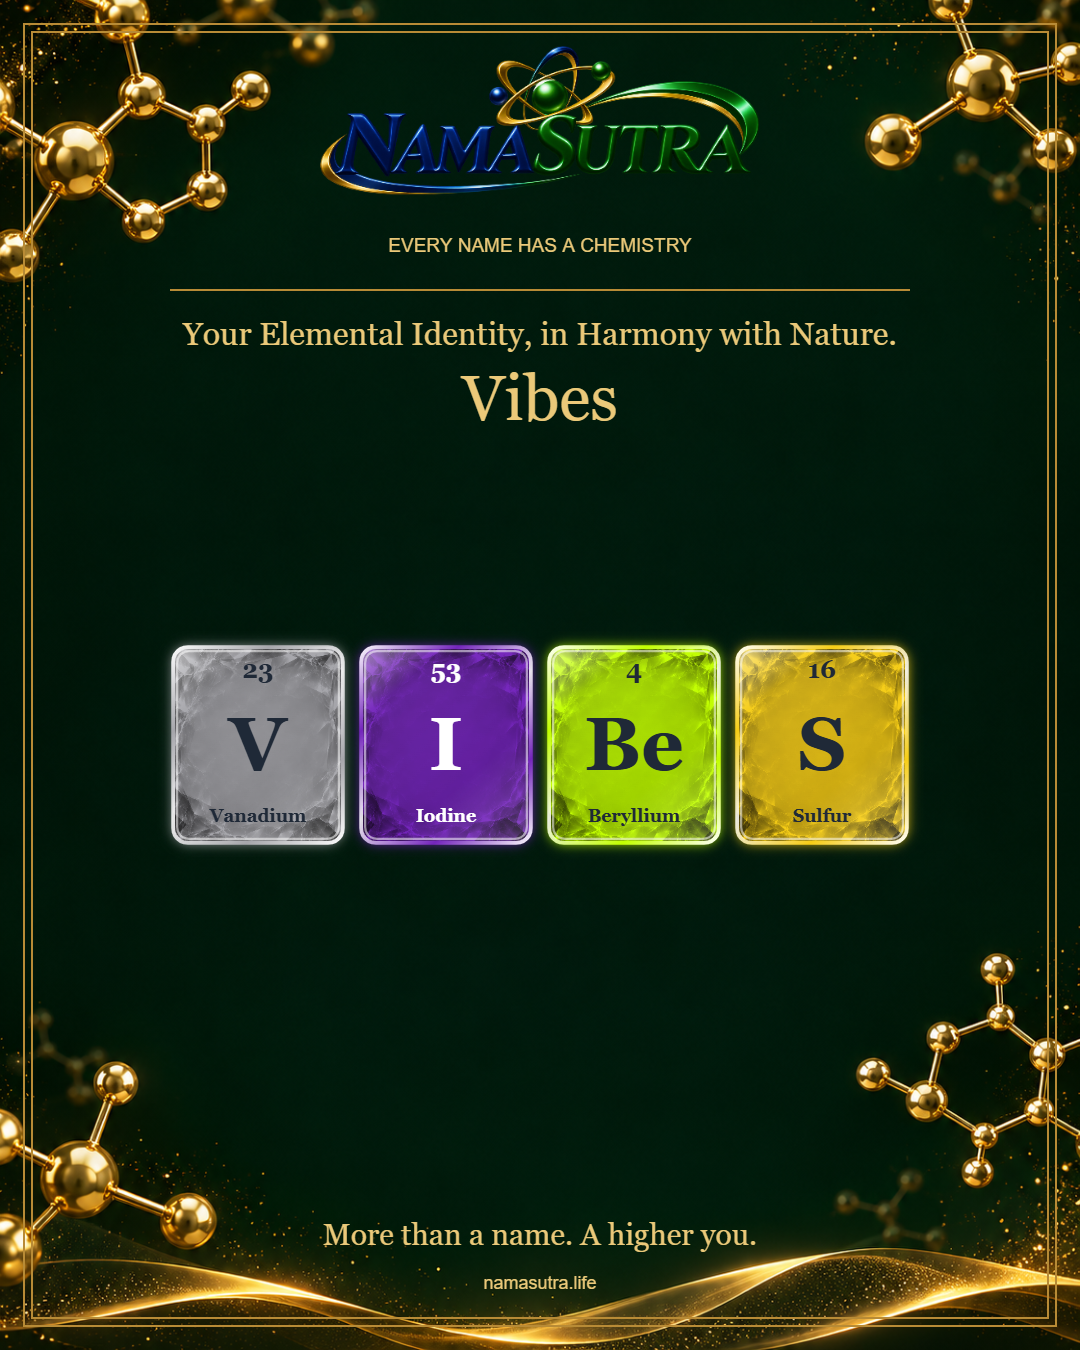 NAMASUTRA
EVERY NAME HAS A CHEMISTRY
Your Elemental Identity, in Harmony with Nature.
Vibes
23 53 4 16
V I Be S
Vanadium Iodine Beryllium Sulfur
More than a name. A higher you.
namasutra.life